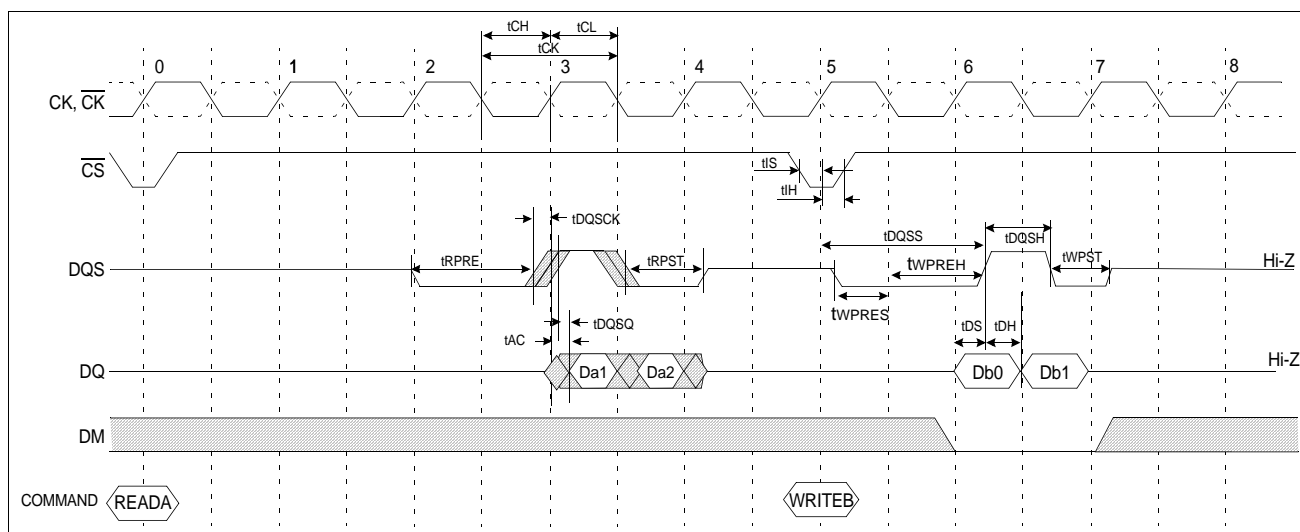 tCH tCL
tCK
0 1 2 3 4 5 6 7 8
CK, CK
CS
tIS
tIH
tDQSCK
tDQSS
tDQSH
tRPRE
tRPST
tWPREH
tWPST
DQS
Hi-Z
tWPRES
tDQSQ
tDS tDH
tAC
DQ
Da1 Da2
Db0 Db1
Hi-Z
DM
COMMAND READA WRITEB